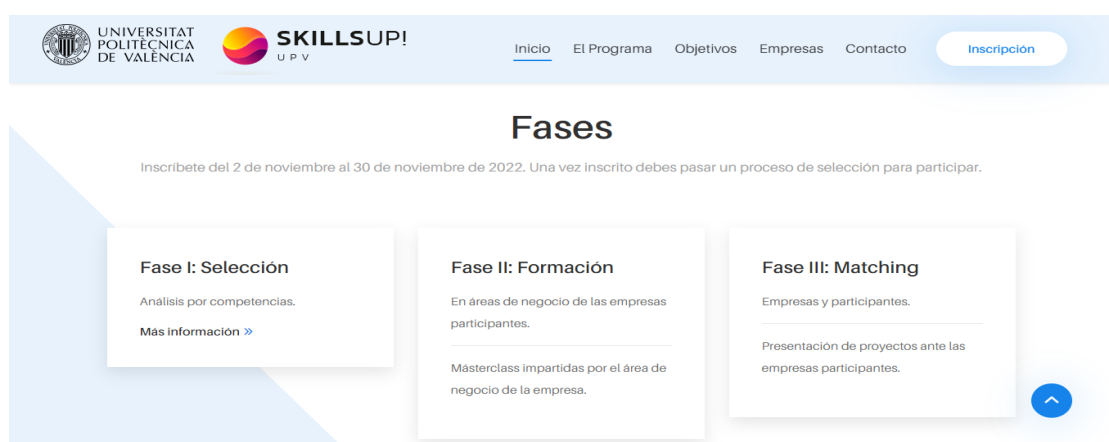 UNIVERSITAT
POLITÈCNICA
DE VALÈNCIA
SKILLSUP!
UPV
Inicio
El Programa
Objetivos
Empresas
Contacto
Inscripción
Fases
Inscríbete del 2 de noviembre al 30 de noviembre de 2022. Una vez inscrito debes pasar un proceso de selección para participar.
Fase I: Selección
Análisis por competencias.
Más información »
Fase II: Formación
En áreas de negocio de las empresas
participantes.
Másterclass impartidas por el área de
negocio de la empresa.
Fase III: Matching
Empresas y participantes.
Presentación de proyectos ante las
empresas participantes.